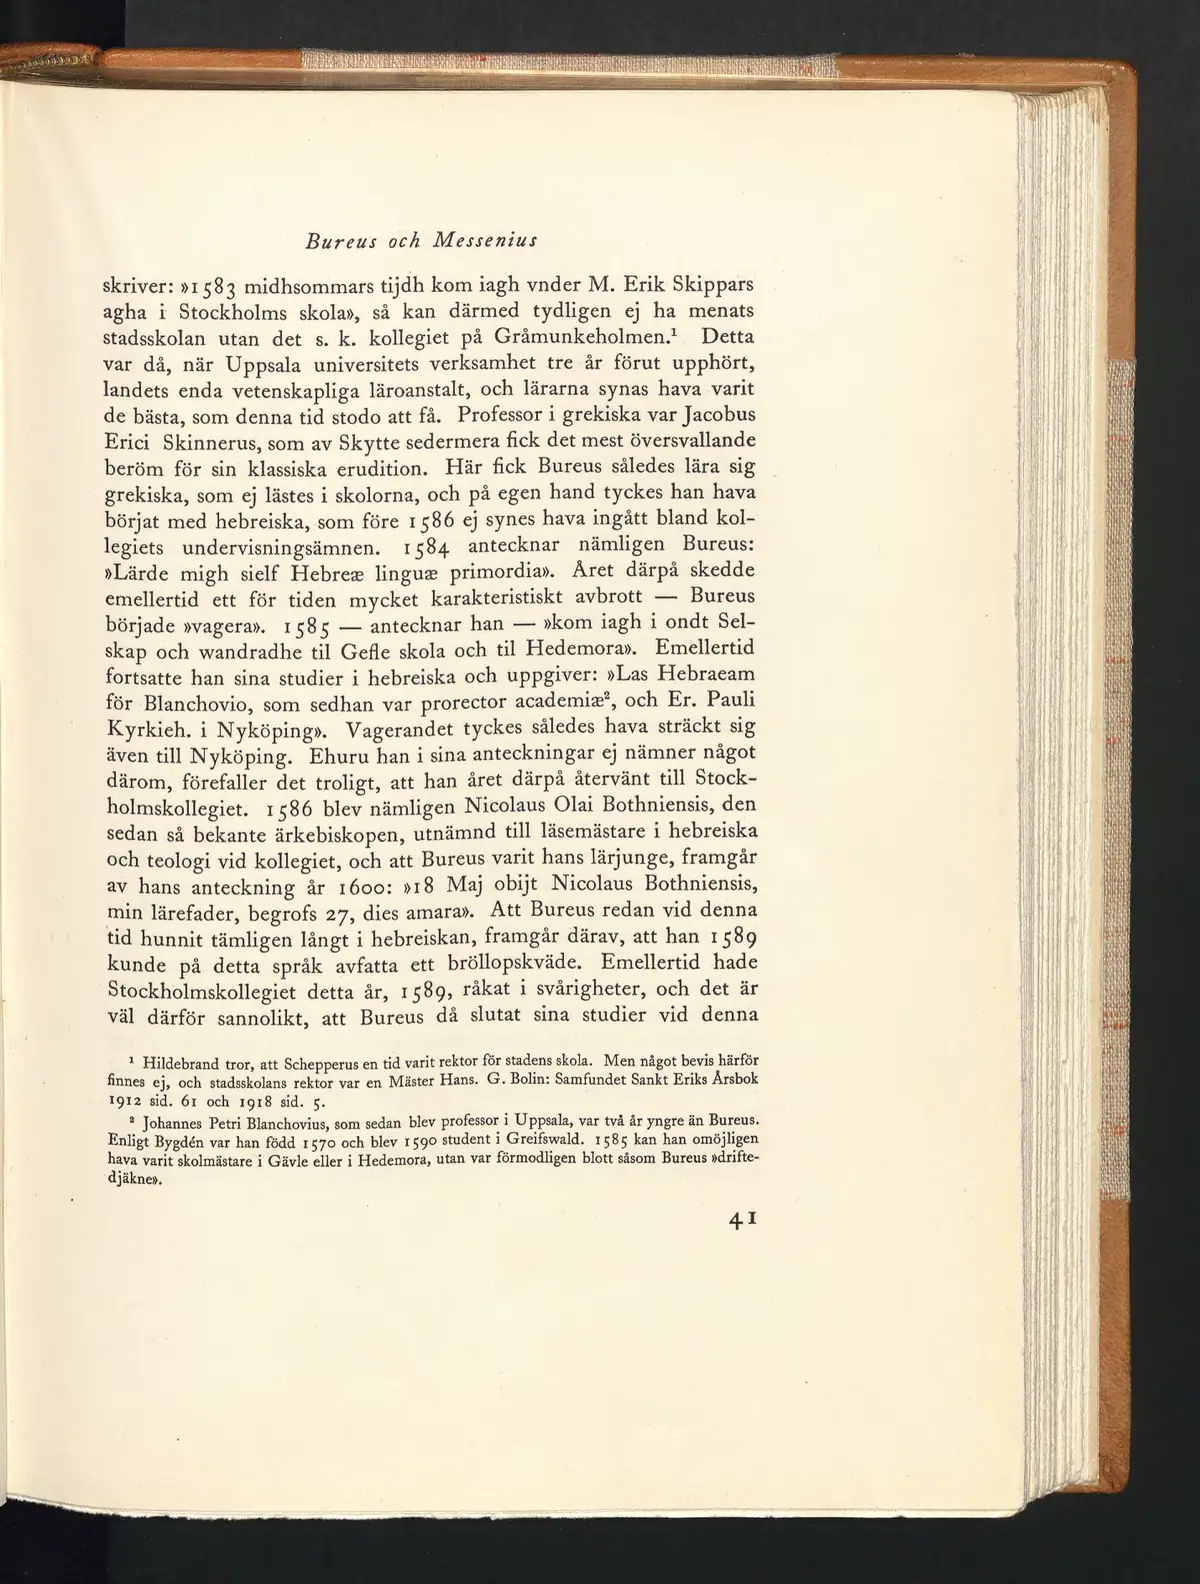 Bureus och Messenius
skriver: »1583 midhsommars tijdh kom iagh vnder M. Erik Skippars
agha i Stockholms skola», så kan därmed tydligen ej ha menats
stadsskolan utan det s. k. kollegiet på Gråmunkeholmen.¹ Detta
var då, när Uppsala universitets verksamhet tre år förut upphört,
landets enda vetenskapliga läroanstalt, och lärarna synas hava varit
de bästa, som denna tid stodo att få. Professor i grekiska var Jacobus
Erici Skinnerus, som av Skytte sedermera fick det mest översvallande
beröm för sin klassiska erudition. Här fick Bureus således lära sig
grekiska, som ej lästes i skolorna, och på egen hand tyckes han hava
börjat med hebreiska, som före 1586 ej synes hava ingått bland kol-
legiets undervisningsämnen. 1584 antecknar nämligen Bureus:
»Lärde migh sielf Hebreæ linguæ primordia». Året därpå skedde
emellertid ett för tiden mycket karakteristiskt avbrott — Bureus
började »vagera». 1585 — antecknar han — »kom iagh i ondt Sel-
skap och wandradhe til Gefle skola och til Hedemora». Emellertid
fortsatte han sina studier i hebreiska och uppgiver: »Las Hebraeam
för Blanchovio, som sedhan var prorector academiæ², och Er. Pauli
Kyrkieh. i Nyköping». Vagerandet tyckes således hava sträckt sig
även till Nyköping. Ehuru han i sina anteckningar ej nämner något
därom, förefaller det troligt, att han året därpå återvänt till Stock-
holmskollegiet. 1586 blev nämligen Nicolaus Olai Bothniensis, den
sedan så bekante ärkebiskopen, utnämnd till läsemästare i hebreiska
och teologi vid kollegiet, och att Bureus varit hans lärjunge, framgår
av hans anteckning år 1600: »18 Maj obijt Nicolaus Bothniensis,
min lärefader, begrofs 27, dies amara». Att Bureus redan vid denna
tid hunnit tämligen långt i hebreiskan, framgår därav, att han 1589
kunde på detta språk avfatta ett bröllopskväde. Emellertid hade
Stockholmskollegiet detta år, 1589, råkat i svårigheter, och det är
väl därför sannolikt, att Bureus då slutat sina studier vid denna
¹ Hildebrand tror, att Schepperus en tid varit rektor för stadens skola. Men något bevis härför
finnes ej, och stadsskolans rektor var en Mäster Hans. G. Bolin: Samfundet Sankt Eriks Årsbok
1912 sid. 61 och 1918 sid. 5.
² Johannes Petri Blanchovius, som sedan blev professor i Uppsala, var två år yngre än Bureus.
Enligt Bygdén var han född 1570 och blev 1590 student i Greifswald. 1585 kan han omöjligen
hava varit skolmästare i Gävle eller i Hedemora, utan var förmodligen blott såsom Bureus »drifte-
djäkne».
41